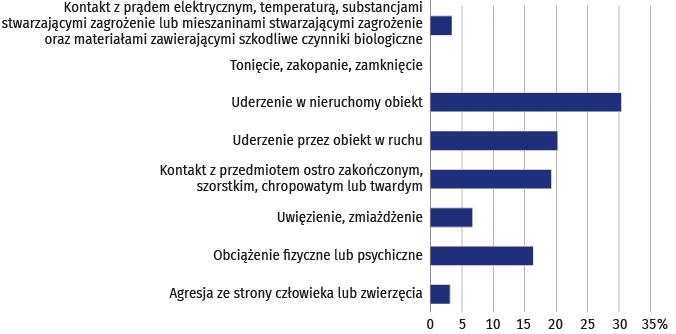 Kontakt z prądem elektrycznym, temperaturą, substancjami
stwarzającymi zagrożenie lub mieszaninami stwarzającymi zagrożenie
oraz materiałami zawierającymi szkodliwe czynniki biologiczne
Tonięcie, zakopanie, zamknięcie
Uderzenie w nieruchomy obiekt
Uderzenie przez obiekt w ruchu
Kontakt z przedmiotem ostro zakończonym,
szorstkim, chropowatym lub twardym
Uwięzienie, zmiażdżenie
Obciążenie fizyczne lub psychiczne
Agresja ze strony człowieka lub zwierzęcia
0 5 10 15 20 25 30 35%